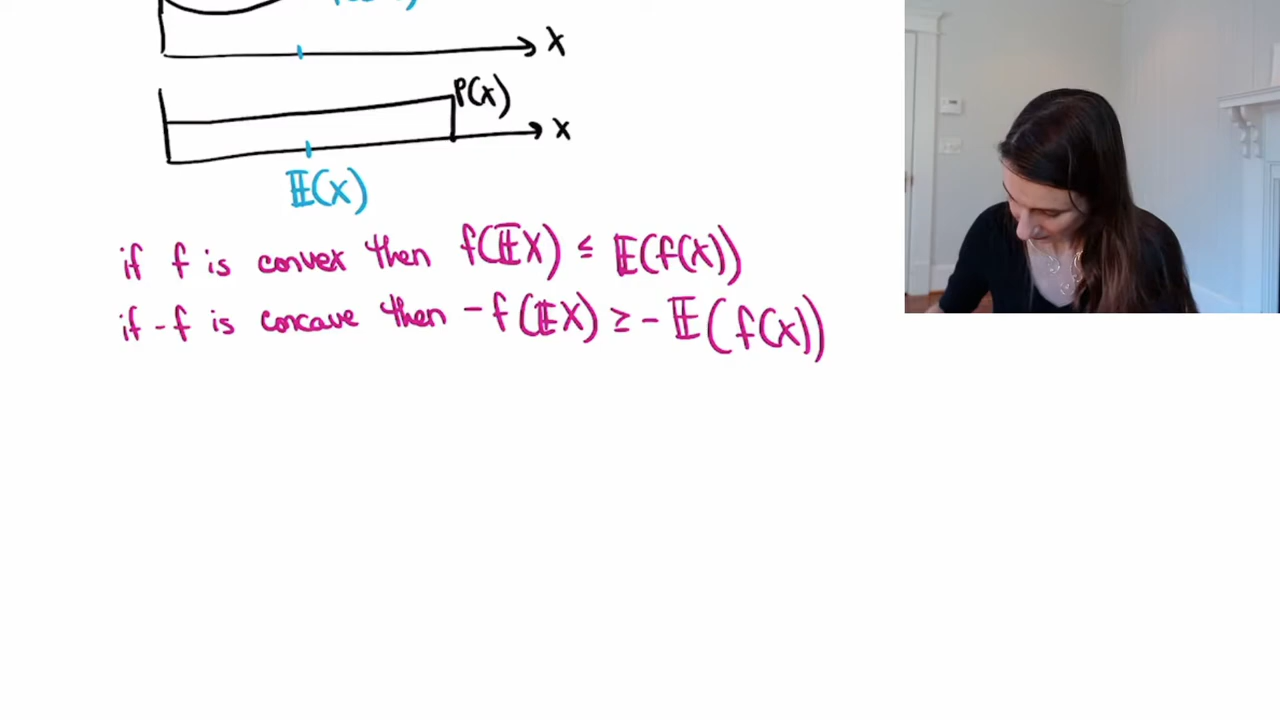 X
P(x)
X
𝔼(X)
if f is convex then f(𝔼X) ≤ 𝔼(f(X))
if -f is concave then -f(𝔼X) ≥ - 𝔼(f(X))